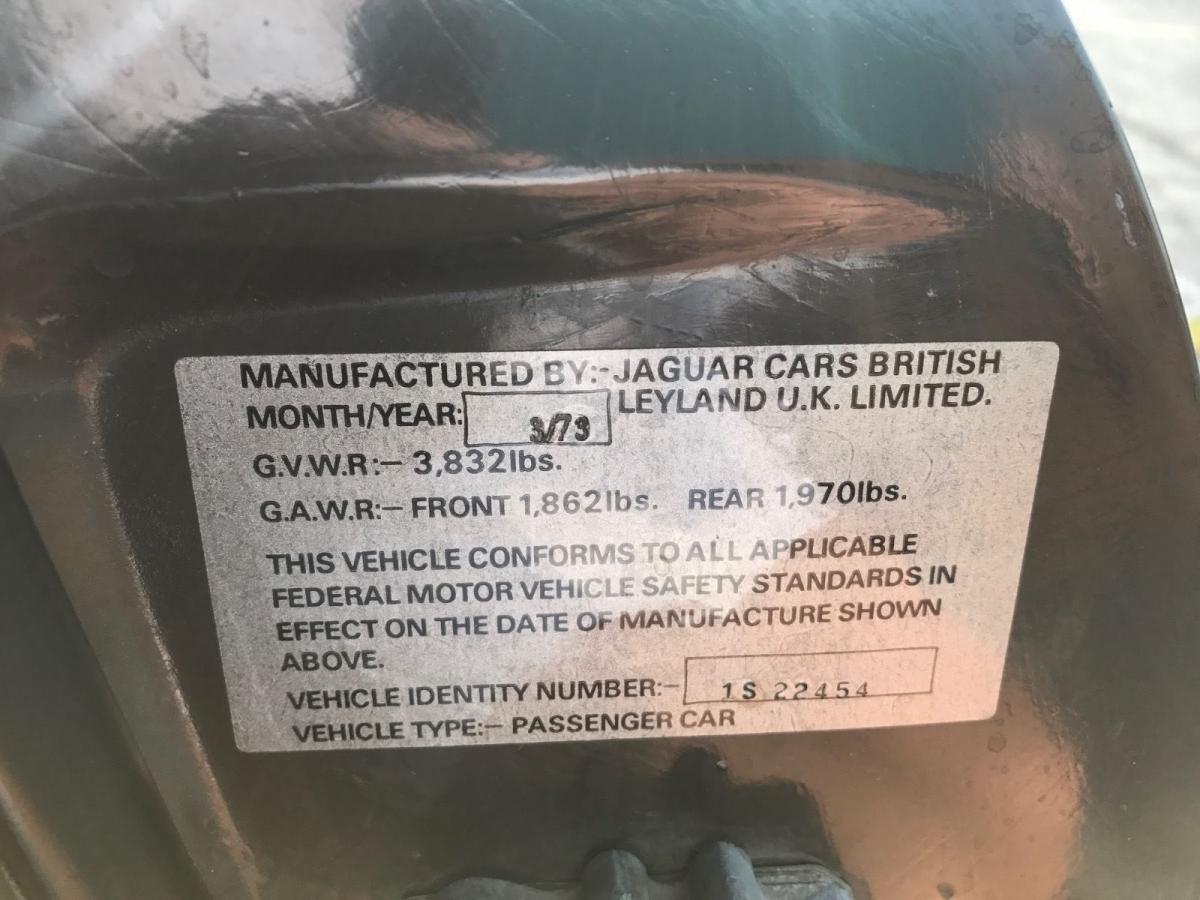 MANUFACTURED BY:-JAGUAR CARS BRITISH
LEYLAND U.K. LIMITED.
MONTH/YEAR: 3/73
G.V.W.R:- 3,832lbs.
G.A.W.R:- FRONT 1,862lbs. REAR 1,970lbs.
THIS VEHICLE CONFORMS TO ALL APPLICABLE
FEDERAL MOTOR VEHICLE SAFETY STANDARDS IN
EFFECT ON THE DATE OF MANUFACTURE SHOWN
ABOVE.
VEHICLE IDENTITY NUMBER:- 1S 22454
VEHICLE TYPE:- PASSENGER CAR